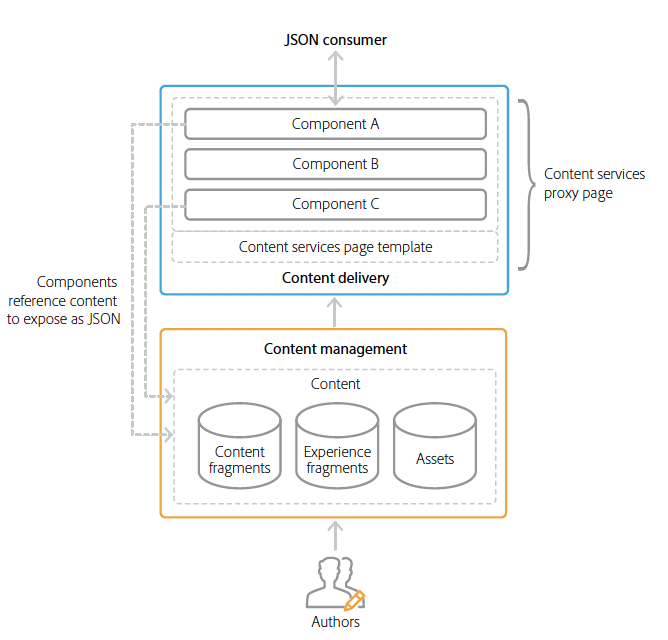 JSON consumer
Component A
Component B
Component C
Content services page template
Content delivery
Content services
proxy page
Components
reference content
to expose as JSON
Content management
Content
Content
fragments
Experience
fragments
Assets
Authors